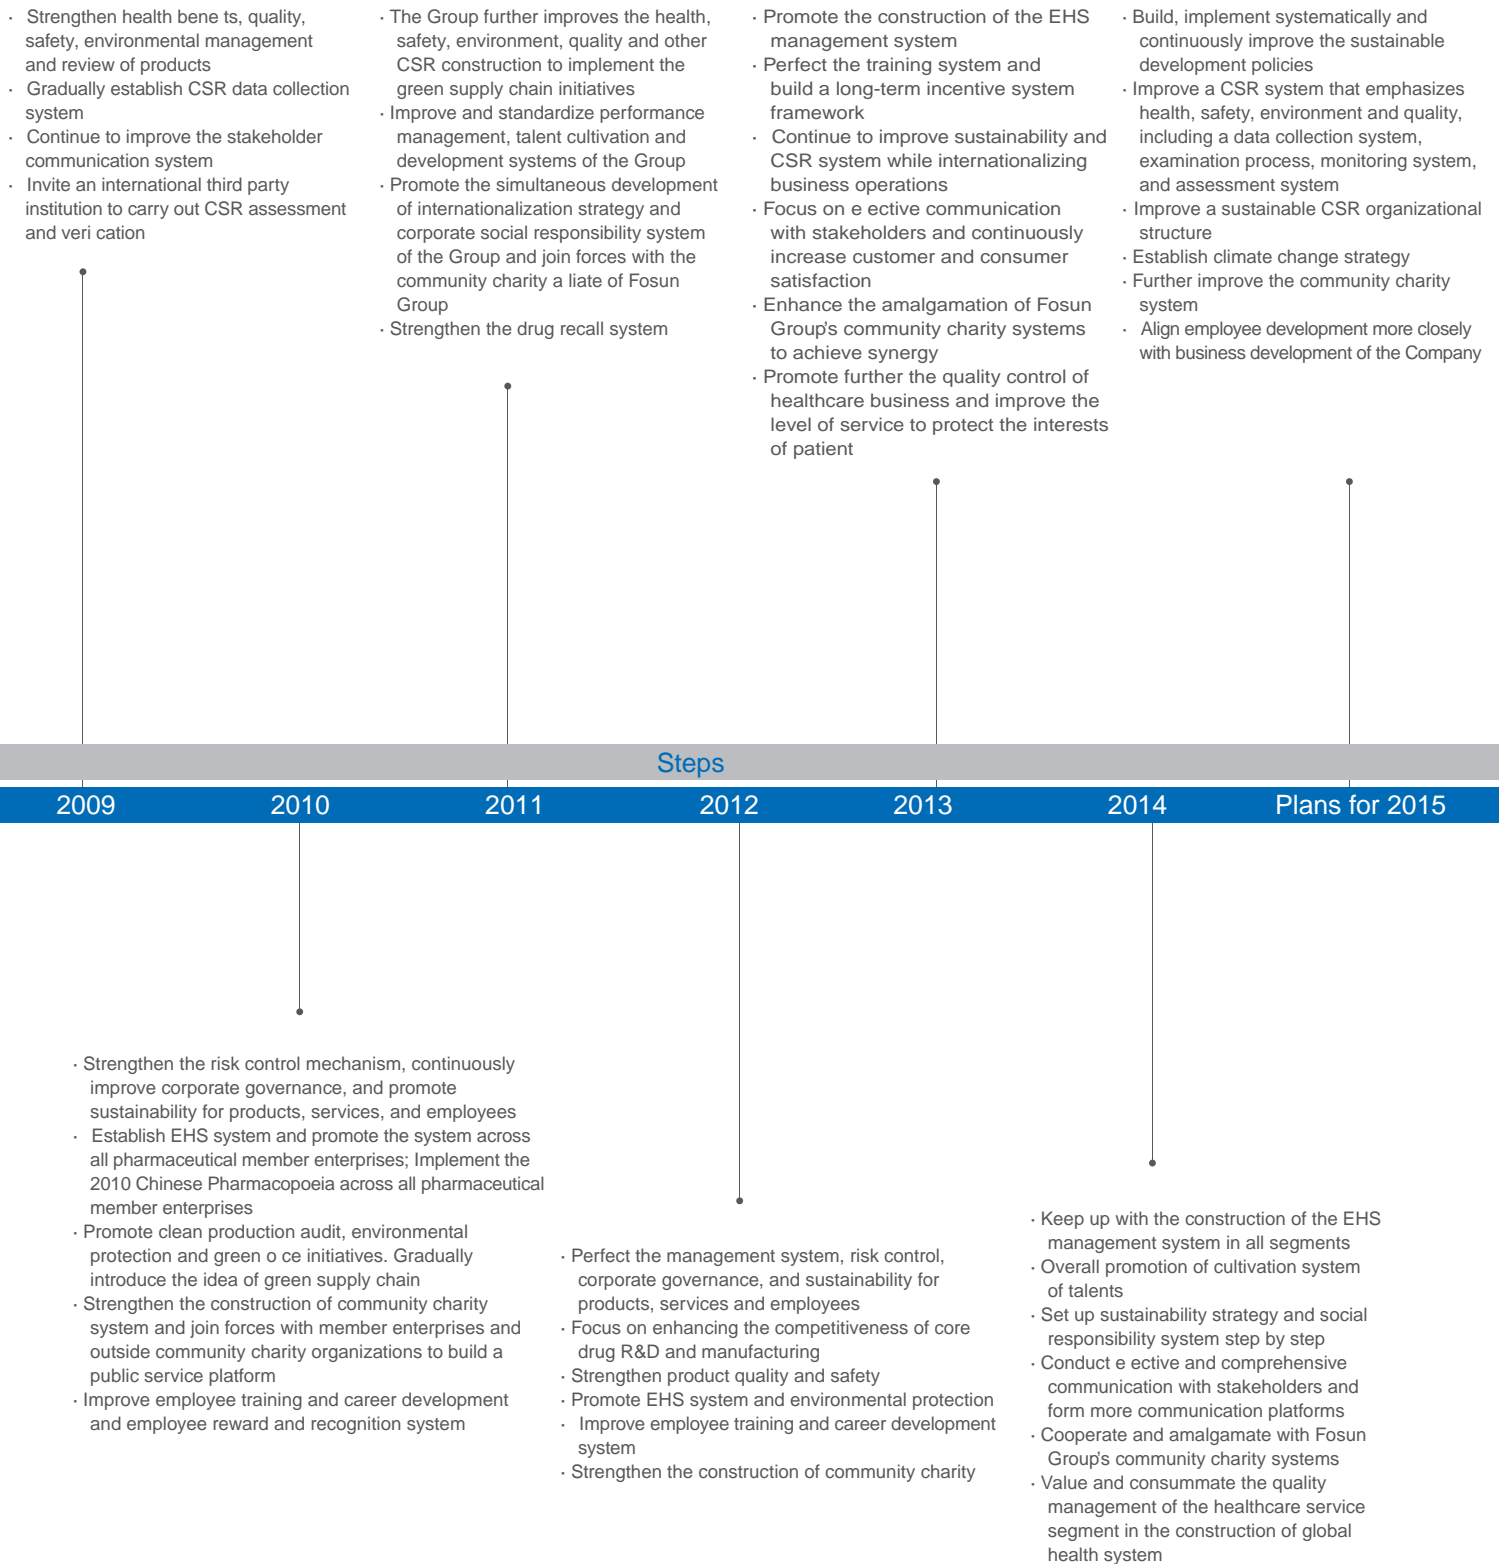 · Strengthen health bene ts, quality,
safety, environmental management
and review of products
· Gradually establish CSR data collection
system
· Continue to improve the stakeholder
communication system
· Invite an international third party
institution to carry out CSR assessment
and veri cation
· The Group further improves the health,
safety, environment, quality and other
CSR construction to implement the
green supply chain initiatives
· Improve and standardize performance
management, talent cultivation and
development systems of the Group
· Promote the simultaneous development
of internationalization strategy and
corporate social responsibility system
of the Group and join forces with the
community charity a liate of Fosun
Group
· Strengthen the drug recall system
· Promote the construction of the EHS
management system
· Perfect the training system and
build a long-term incentive system
framework
· Continue to improve sustainability and
CSR system while internationalizing
business operations
· Focus on e ective communication
with stakeholders and continuously
increase customer and consumer
satisfaction
· Enhance the amalgamation of Fosun
Group's community charity systems
to achieve synergy
· Promote further the quality control of
healthcare business and improve the
level of service to protect the interests
of patient
· Build, implement systematically and
continuously improve the sustainable
development policies
· Improve a CSR system that emphasizes
health, safety, environment and quality,
including a data collection system,
examination process, monitoring system,
and assessment system
· Improve a sustainable CSR organizational
structure
· Establish climate change strategy
· Further improve the community charity
system
· Align employee development more closely
with business development of the Company
Steps
2009 2010 2011 2012 2013 2014 Plans for 2015
· Strengthen the risk control mechanism, continuously
improve corporate governance, and promote
sustainability for products, services, and employees
· Establish EHS system and promote the system across
all pharmaceutical member enterprises; Implement the
2010 Chinese Pharmacopoeia across all pharmaceutical
member enterprises
· Promote clean production audit, environmental
protection and green o ce initiatives. Gradually
introduce the idea of green supply chain
· Strengthen the construction of community charity
system and join forces with member enterprises and
outside community charity organizations to build a
public service platform
· Improve employee training and career development
and employee reward and recognition system
· Perfect the management system, risk control,
corporate governance, and sustainability for
products, services and employees
· Focus on enhancing the competitiveness of core
drug R&D and manufacturing
· Strengthen product quality and safety
· Promote EHS system and environmental protection
· Improve employee training and career development
system
· Strengthen the construction of community charity
· Keep up with the construction of the EHS
management system in all segments
· Overall promotion of cultivation system
of talents
· Set up sustainability strategy and social
responsibility system step by step
· Conduct e ective and comprehensive
communication with stakeholders and
form more communication platforms
· Cooperate and amalgamate with Fosun
Group's community charity systems
· Value and consummate the quality
management of the healthcare service
segment in the construction of global
health system